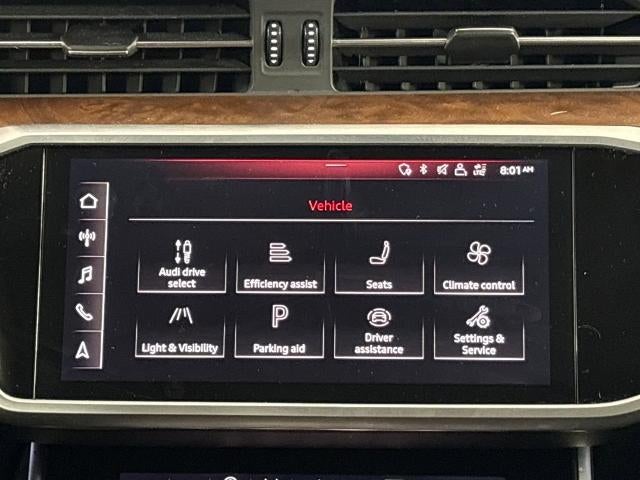 LTE 8:01 AM
Vehicle
Audi drive
select
Efficiency assist
Seats
Climate control
Light & Visibility
P
Parking aid
Driver
assistance
Settings &
Service